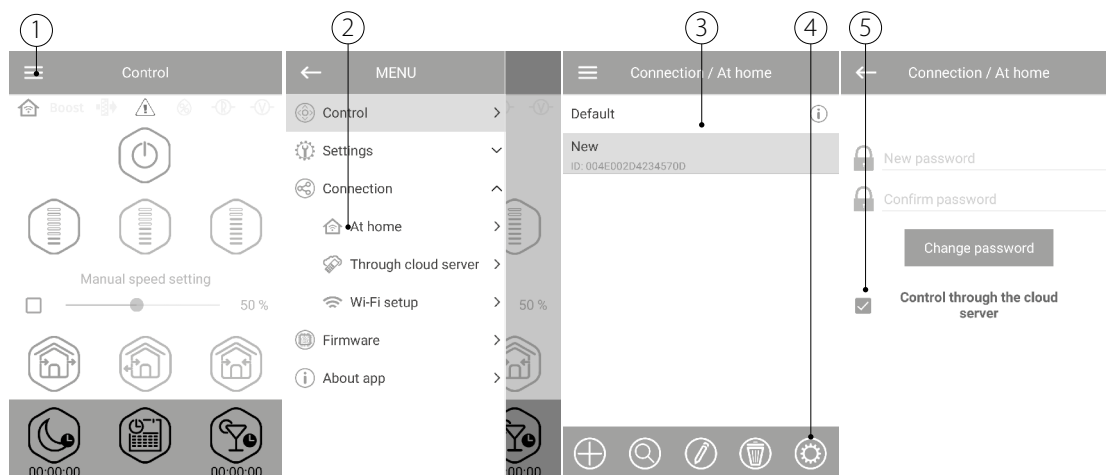 1
2
3
4
5
Control
Boost
Manual speed setting
50 %
00:00:00
00:00:00
MENU
Control
Settings
Connection
At home
Through cloud server
Wi-Fi setup
Firmware
About app
50 %
00:00
Connection / At home
Default
New
ID: 004E002D4234570D
Connection / At home
New password
Confirm password
Change password
Control through the cloud
server